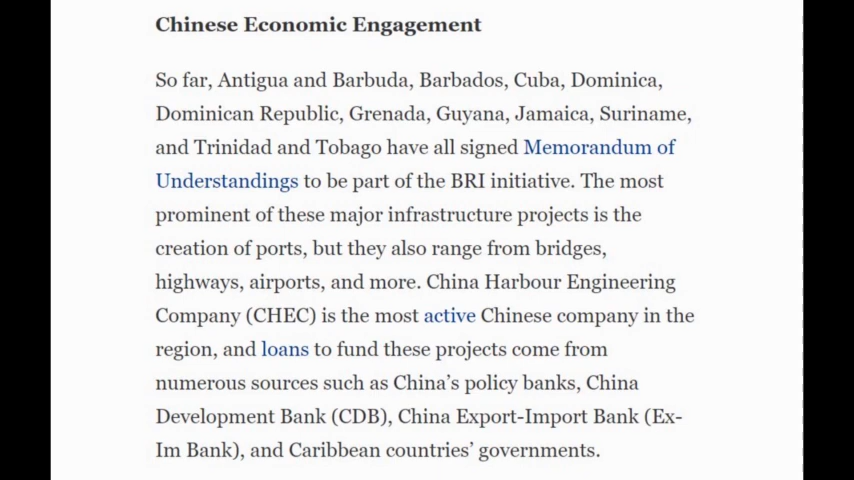 Chinese Economic Engagement
So far, Antigua and Barbuda, Barbados, Cuba, Dominica,
Dominican Republic, Grenada, Guyana, Jamaica, Suriname,
and Trinidad and Tobago have all signed Memorandum of
Understandings to be part of the BRI initiative. The most
prominent of these major infrastructure projects is the
creation of ports, but they also range from bridges,
highways, airports, and more. China Harbour Engineering
Company (CHEC) is the most active Chinese company in the
region, and loans to fund these projects come from
numerous sources such as China’s policy banks, China
Development Bank (CDB), China Export-Import Bank (Ex-
Im Bank), and Caribbean countries’ governments.